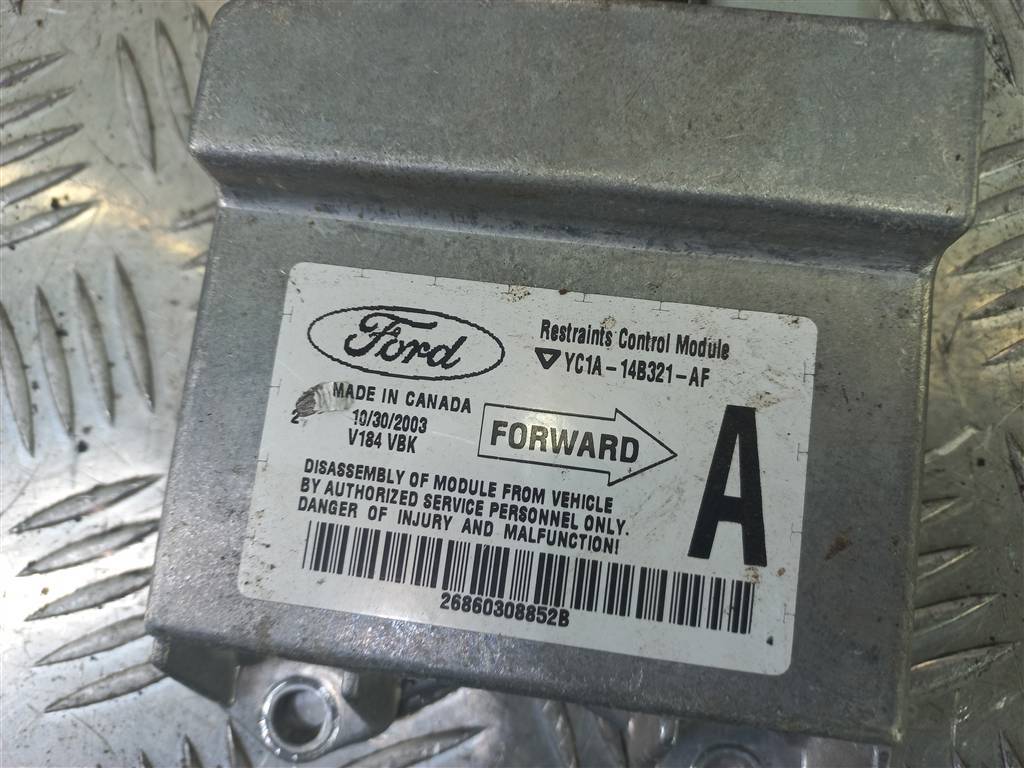 Ford
Restraints Control Module
YC1A-14B321-AF
MADE IN CANADA
10/30/2003
V184 VBK
FORWARD
A
DISASSEMBLY OF MODULE FROM VEHICLE
BY AUTHORIZED SERVICE PERSONNEL ONLY.
DANGER OF INJURY AND MALFUNCTION!
26860308852B